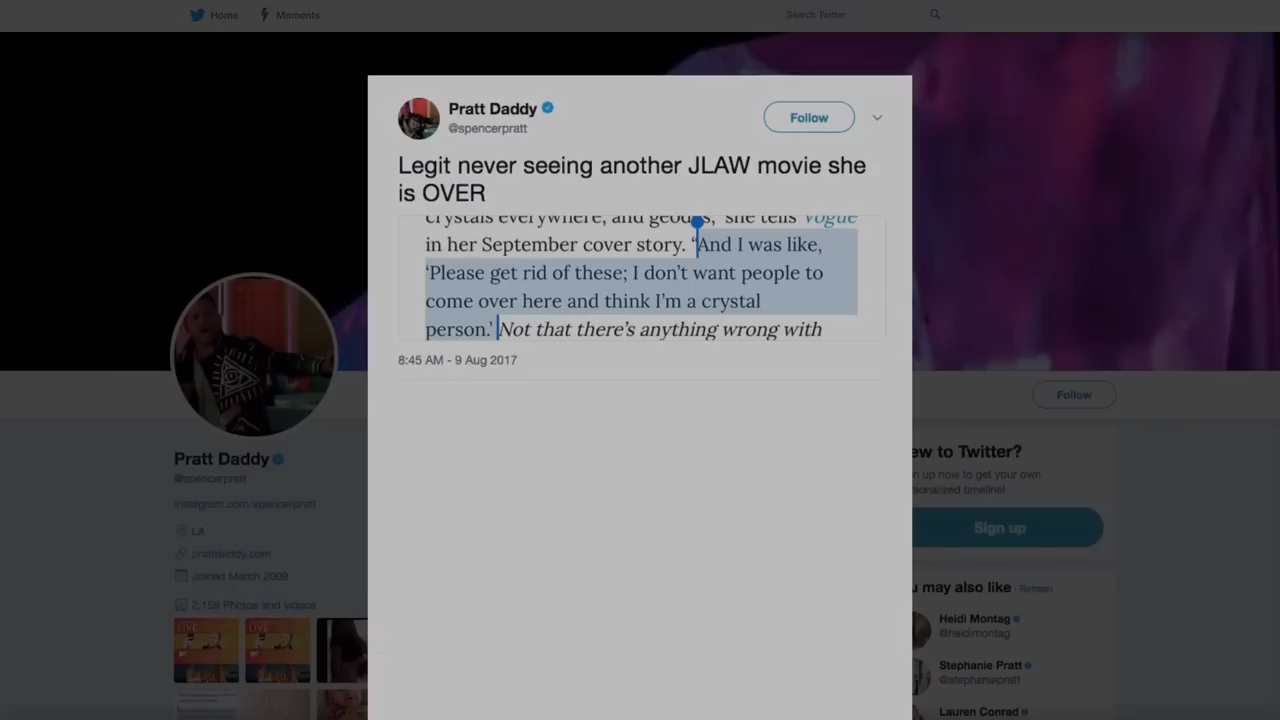 Home
Moments
Search Twitter
Pratt Daddy
@spencerpratt
Follow
Legit never seeing another JLAW movie she
is OVER
crystals everywhere, and geodes," she tells Vogue
in her September cover story. “And I was like,
‘Please get rid of these; I don’t want people to
come over here and think I’m a crystal
person.’ Not that there’s anything wrong with
8:45 AM - 9 Aug 2017
Follow
Pratt Daddy
@spencerpratt
instagram.com/spencerpratt
LA
prattdaddy.com
Joined March 2009
2,159 Photos and videos
LIVE
LIVE
ew to Twitter?
n up now to get your own
sonalized timeline!
Sign up
u may also like · Refresh
Heidi Montag
@heidimontag
Stephanie Pratt
@stephaniepratt
Lauren Conrad